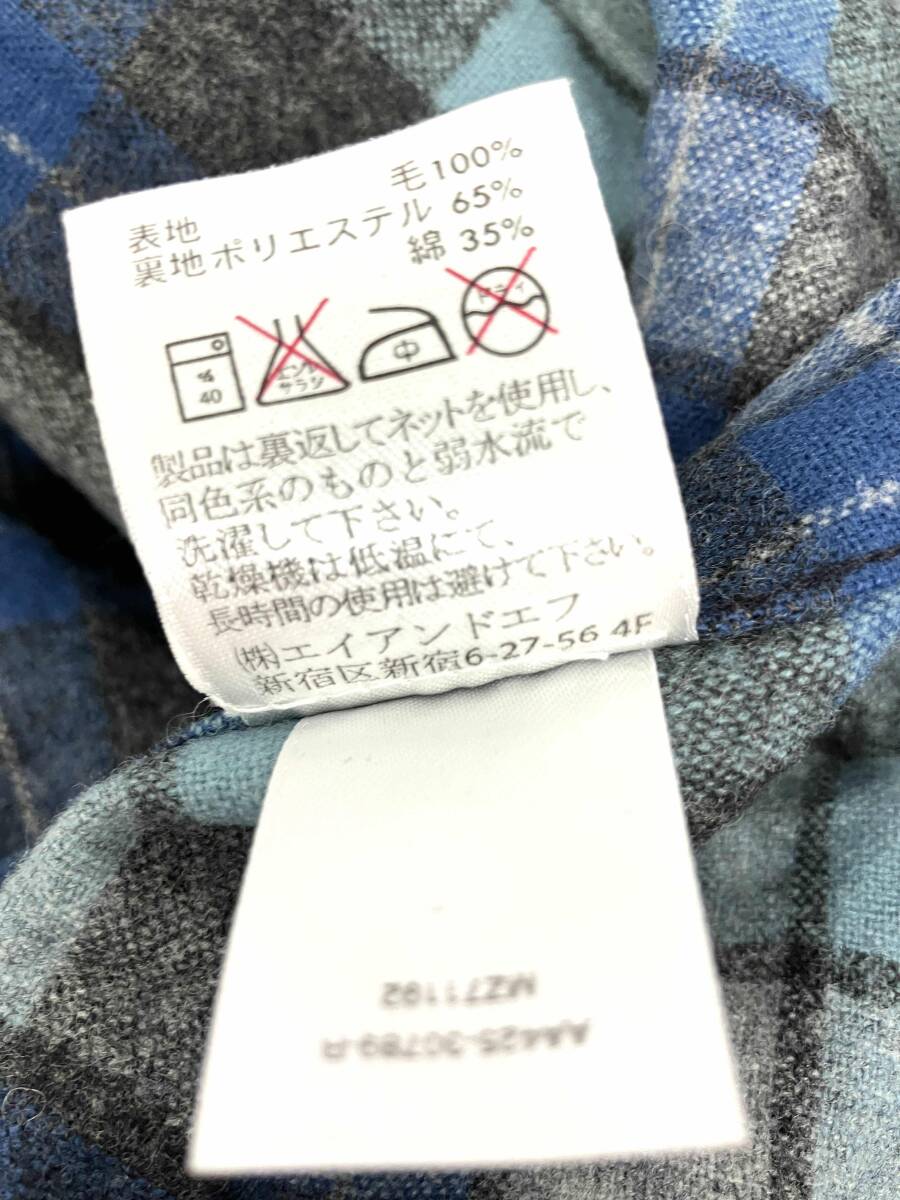 表地 毛100%
裏地ポリエステル 65%
綿 35%
40
エンソ
サラシ
中
ドライ
製品は裏返してネットを使用し、
同色系のものと弱水流で
洗濯して下さい。
乾燥機は低温にて、
長時間の使用は避けて下さい。
㈱エイアンドエフ
新宿区新宿6-27-56 4F
MZ71192
AA425-30789-R